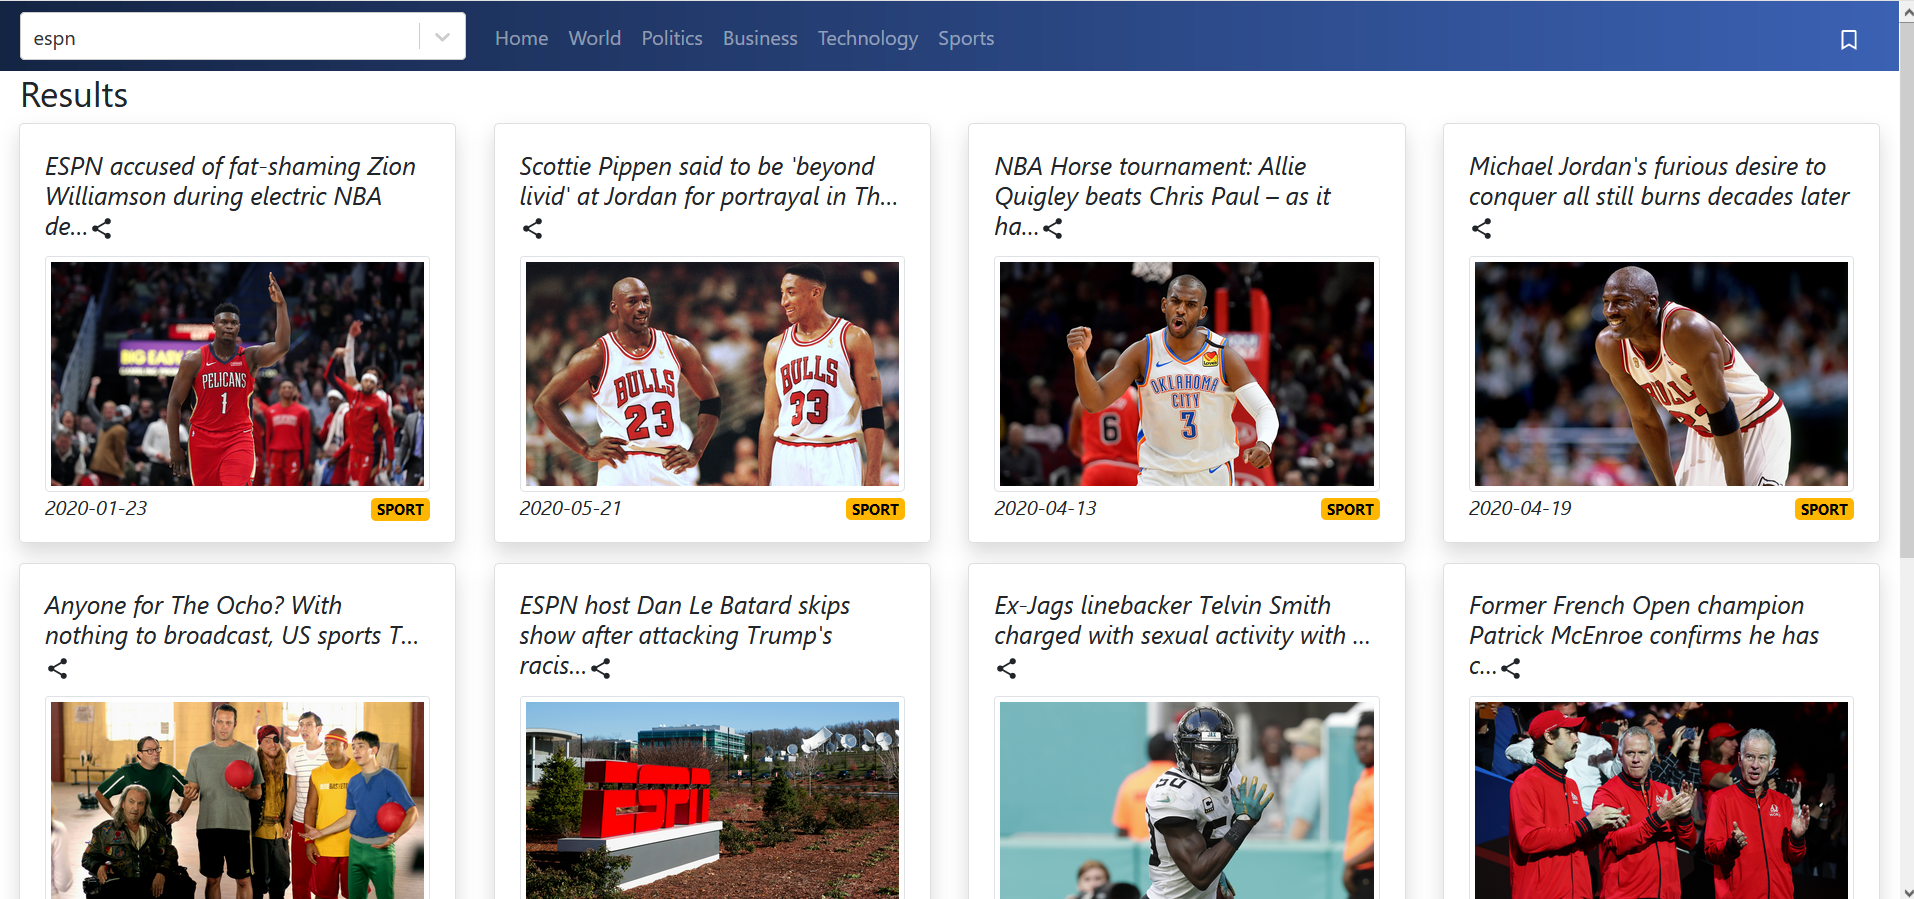 espn
Home World Politics Business Technology Sports
Results
ESPN accused of fat-shaming Zion
Williamson during electric NBA
de...
Scottie Pippen said to be 'beyond
livid' at Jordan for portrayal in Th...
NBA Horse tournament: Allie
Quigley beats Chris Paul – as it
ha...
Michael Jordan's furious desire to
conquer all still burns decades later
BIG EASY
PELICANS
1
BULLS
23
BULLS
33
OKLAHOMA
CITY
3
6
2020-01-23
SPORT
2020-05-21
SPORT
2020-04-13
SPORT
2020-04-19
SPORT
Anyone for The Ocho? With
nothing to broadcast, US sports T...
ESPN host Dan Le Batard skips
show after attacking Trump's
racis...
Ex-Jags linebacker Telvin Smith
charged with sexual activity with ...
Former French Open champion
Patrick McEnroe confirms he has
c...
ESPN
JAX
50